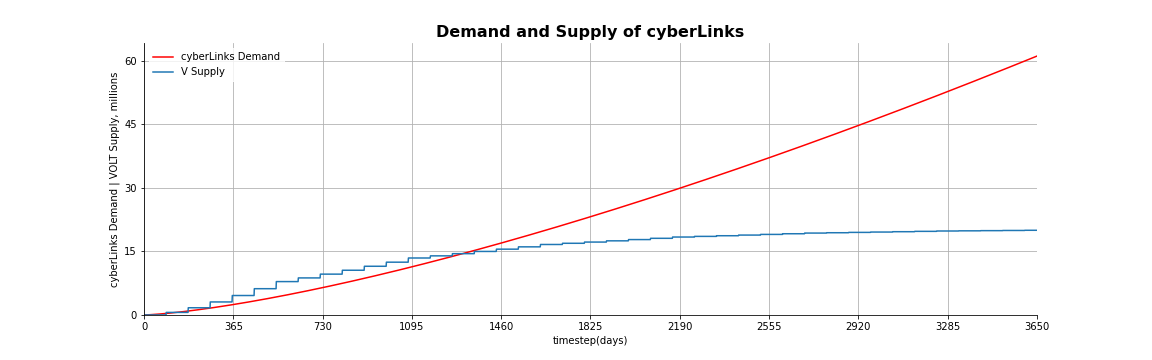 Demand and Supply of cyberLinks
cyberLinks Demand
V Supply
cyberLinks Demand | VOLT Supply, millions
60
45
30
15
0
0 365 730 1095 1460 1825 2190 2555 2920 3285 3650
timestep(days)